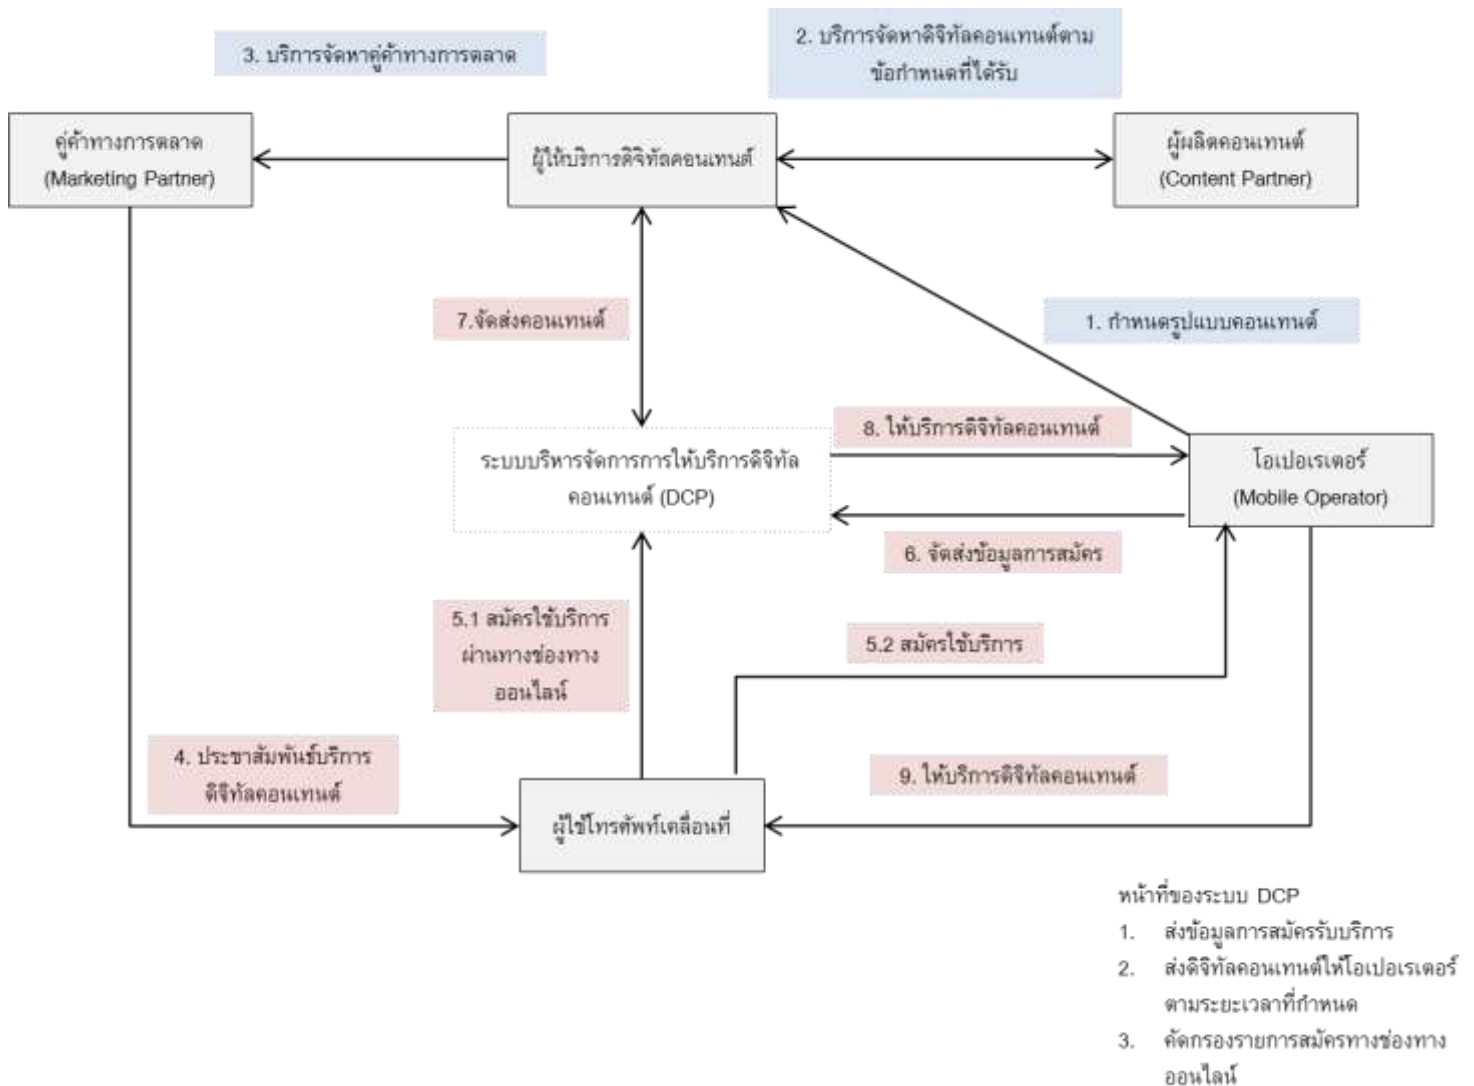 3. บริการจัดหาคู่ค้าทางการตลาด
2. บริการจัดหาดิจิทัลคอนเทนต์ตาม
ข้อกำหนดที่ได้รับ
คู่ค้าทางการตลาด
(Marketing Partner)
ผู้ให้บริการดิจิทัลคอนเทนต์
ผู้ผลิตคอนเทนต์
(Content Partner)
7.จัดส่งคอนเทนต์
1. กำหนดรูปแบบคอนเทนต์
8. ให้บริการดิจิทัลคอนเทนต์
ระบบบริหารจัดการการให้บริการดิจิทัล
คอนเทนต์ (DCP)
โอเปอเรเตอร์
(Mobile Operator)
6. จัดส่งข้อมูลการสมัคร
5.1 สมัครใช้บริการ
ผ่านทางช่องทาง
ออนไลน์
5.2 สมัครใช้บริการ
4. ประชาสัมพันธ์บริการ
ดิจิทัลคอนเทนต์
9. ให้บริการดิจิทัลคอนเทนต์
ผู้ใช้โทรศัพท์เคลื่อนที่
หน้าที่ของระบบ DCP
1. ส่งข้อมูลการสมัครรับบริการ
2. ส่งดิจิทัลคอนเทนต์ให้โอเปอเรเตอร์
ตามระยะเวลาที่กำหนด
3. คัดกรองรายการสมัครทางช่องทาง
ออนไลน์